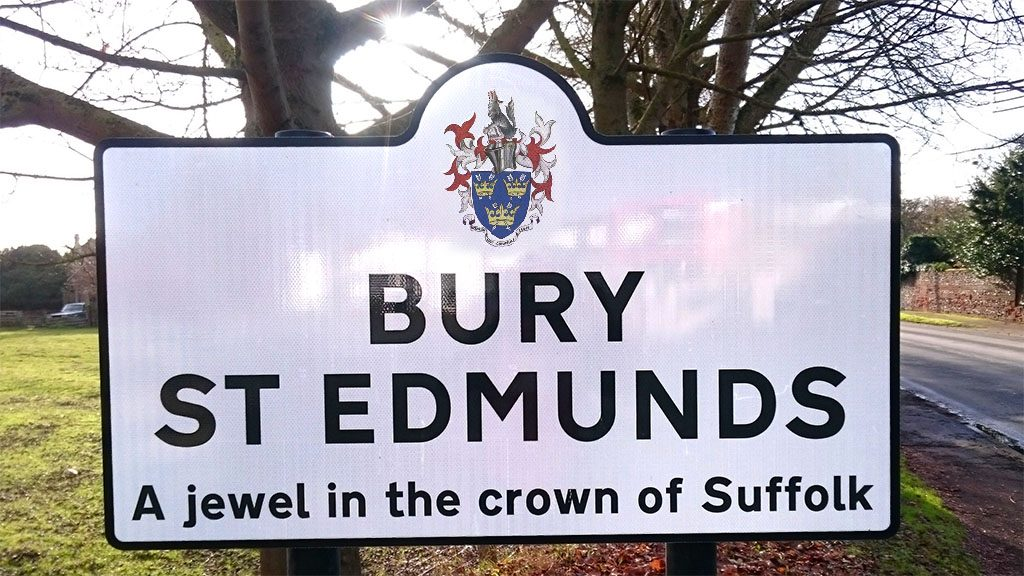 BURY
ST EDMUNDS
A jewel in the crown of Suffolk